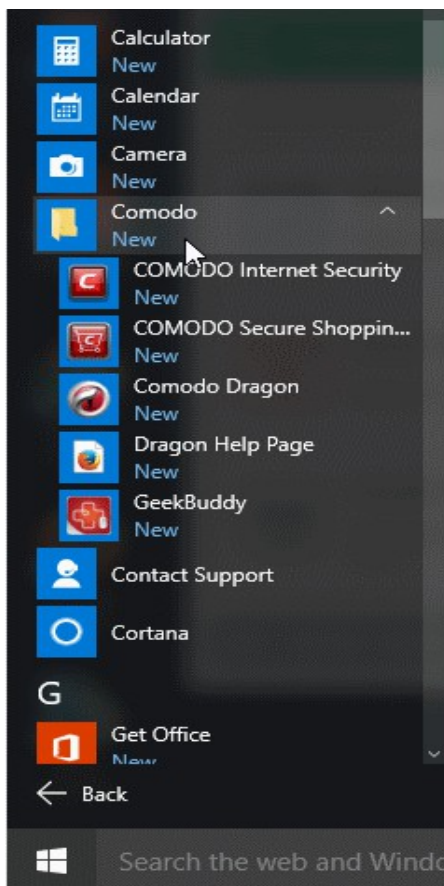 Calculator
New
Calendar
New
Camera
New
Comodo
New
COMODO Internet Security
New
COMODO Secure Shoppin...
New
Comodo Dragon
New
Dragon Help Page
New
GeekBuddy
New
Contact Support
Cortana
G
Get Office
New
Back
Search the web and Windo